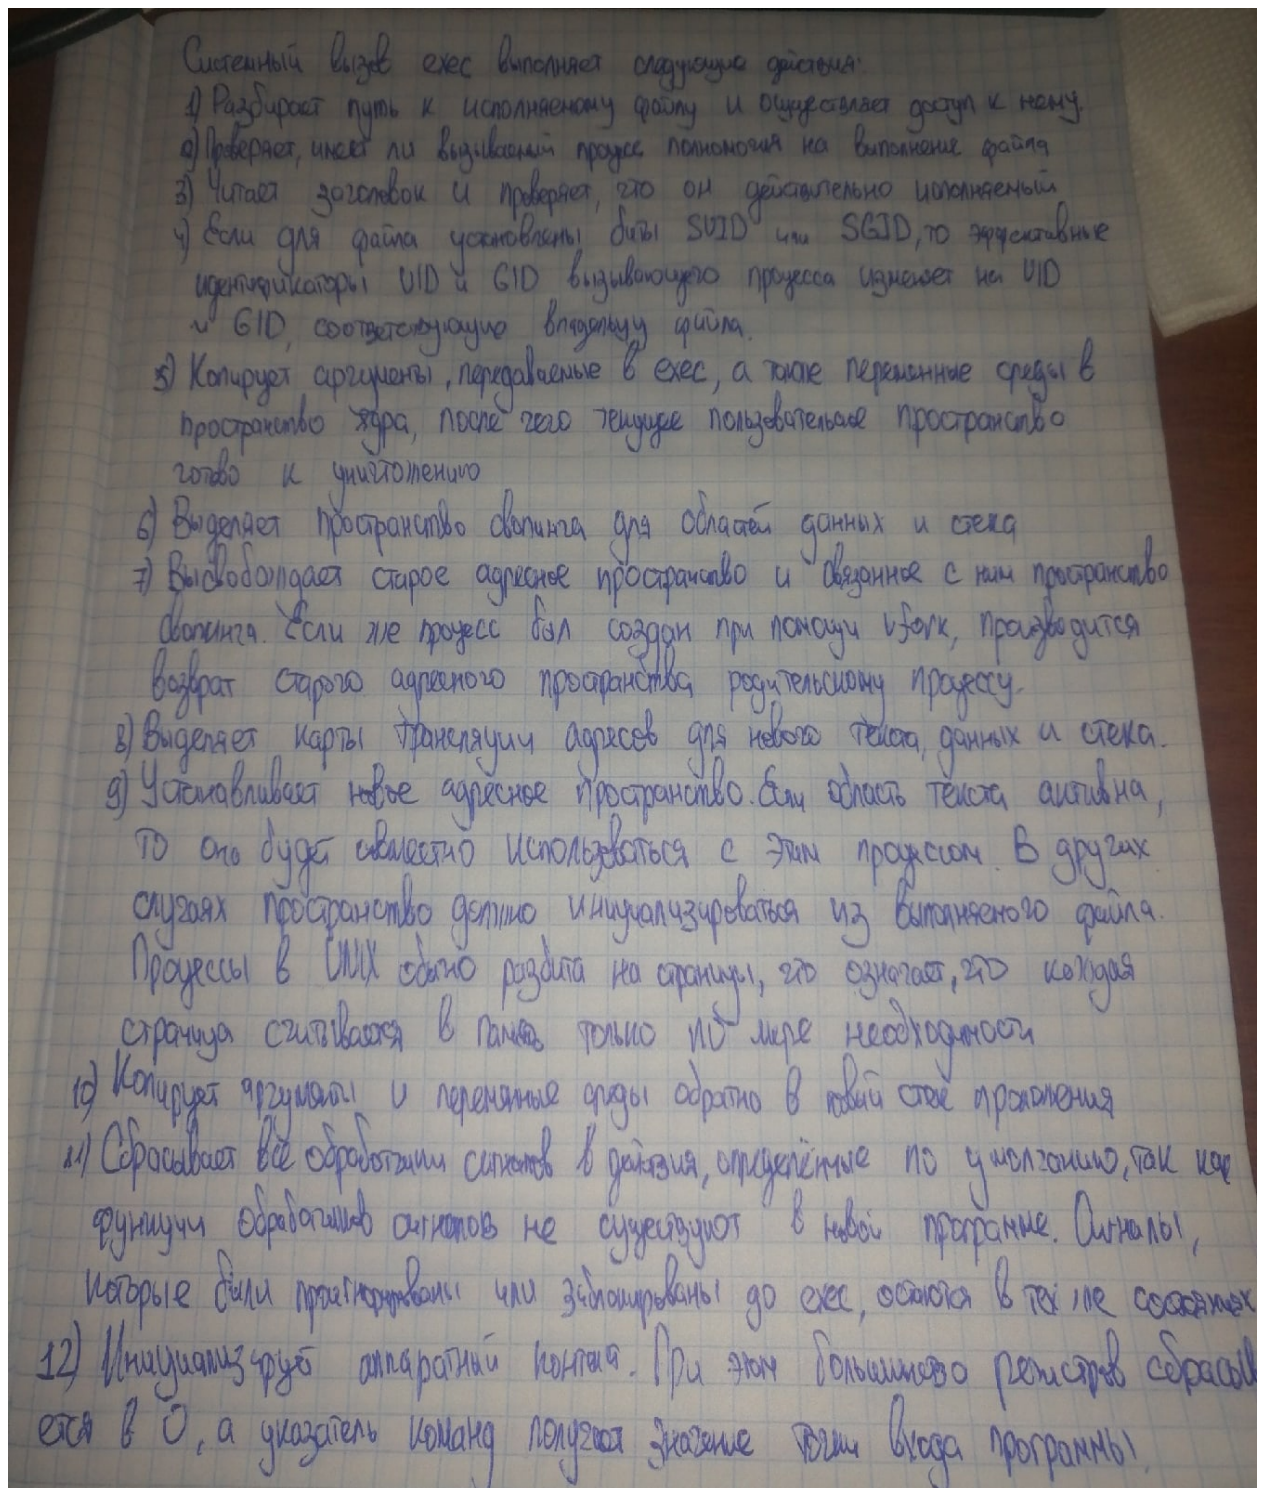 Системный вызов exec выполняет следующие действия:
1) Разбирает путь к исполняемому файлу и осуществляет доступ к нему.
2) Проверяет, имеет ли вызываемый процесс полномочия на выполнение файла
3) Читает заголовок и проверяет, что он действительно исполняемый
4) Если для файла установлены биты SUID или SGID, то эффективные
идентификаторы UID и GID вызывающего процесса изменяет на UID
и GID, соответствующие владельцу файла.
5) Копирует аргументы, передаваемые в exec, а также переменные среды в
пространство ядра, после чего текущее пользовательское пространство
готово к уничтожению
6) Выделяет пространство свопинга для областей данных и стека
7) Высвобождает старое адресное пространство и связанное с ним пространство
свопинга. Если же процесс был создан при помощи vfork, производится
возврат старого адресного пространства родительскому процессу.
8) Выделяет карты трансляции адресов для нового текста, данных и стека.
9) Устанавливает новое адресное пространство. Если область текста активна,
то она будет совместно использоваться с этим процессом. В других
случаях пространство должно инициализироваться из выполняемого файла.
Процессы в UNIX обычно разбита на страницы, что означает, что каждая
страница считывается в память только по мере необходимости
10) Копирует аргументы и переменные среды обратно в новый стек приложения
11) Сбрасывает все обработчики сигналов в действия, определённые по умолчанию, так как
функции обработчиков сигналов не существуют в новой программе. Сигналы,
которые были проигнорированы или заблокированы до exec, остаются в тех же состояниях
12) Инициализирует аппаратный контекст. При этом большинство регистров сбрасыва
ется в 0, а указатель команд получает значение точки входа программы.